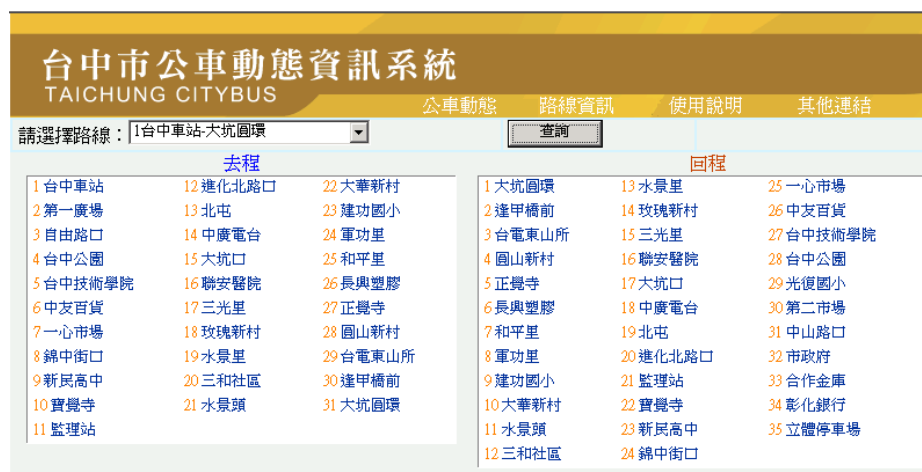 台中市公車動態資訊系統
TAICHUNG CITYBUS
公車動態 路線資訊 使用說明 其他連結
請選擇路線： 1台中車站-大坑圓環 查詢
去程
1 台中車站 12 進化北路口 22 大華新村
2 第一廣場 13 北屯 23 建功國小
3 自由路口 14 中廣電台 24 軍功里
4 台中公園 15 大坑口 25 和平里
5 台中技術學院 16 聯安醫院 26 長興塑膠
6 中友百貨 17 三光里 27 正覺寺
7 一心市場 18 玫瑰新村 28 圓山新村
8 錦中街口 19 水景里 29 台電東山所
9 新民高中 20 三和社區 30 逢甲橋前
10 寶覺寺 21 水景頭 31 大坑圓環
11 監理站
回程
1 大坑圓環 13 水景里 25 一心市場
2 逢甲橋前 14 玫瑰新村 26 中友百貨
3 台電東山所 15 三光里 27 台中技術學院
4 圓山新村 16 聯安醫院 28 台中公園
5 正覺寺 17 大坑口 29 光復國小
6 長興塑膠 18 中廣電台 30 第二市場
7 和平里 19 北屯 31 中山路口
8 軍功里 20 進化北路口 32 市政府
9 建功國小 21 監理站 33 合作金庫
10 大華新村 22 寶覺寺 34 彰化銀行
11 水景頭 23 新民高中 35 立體停車場
12 三和社區 24 錦中街口